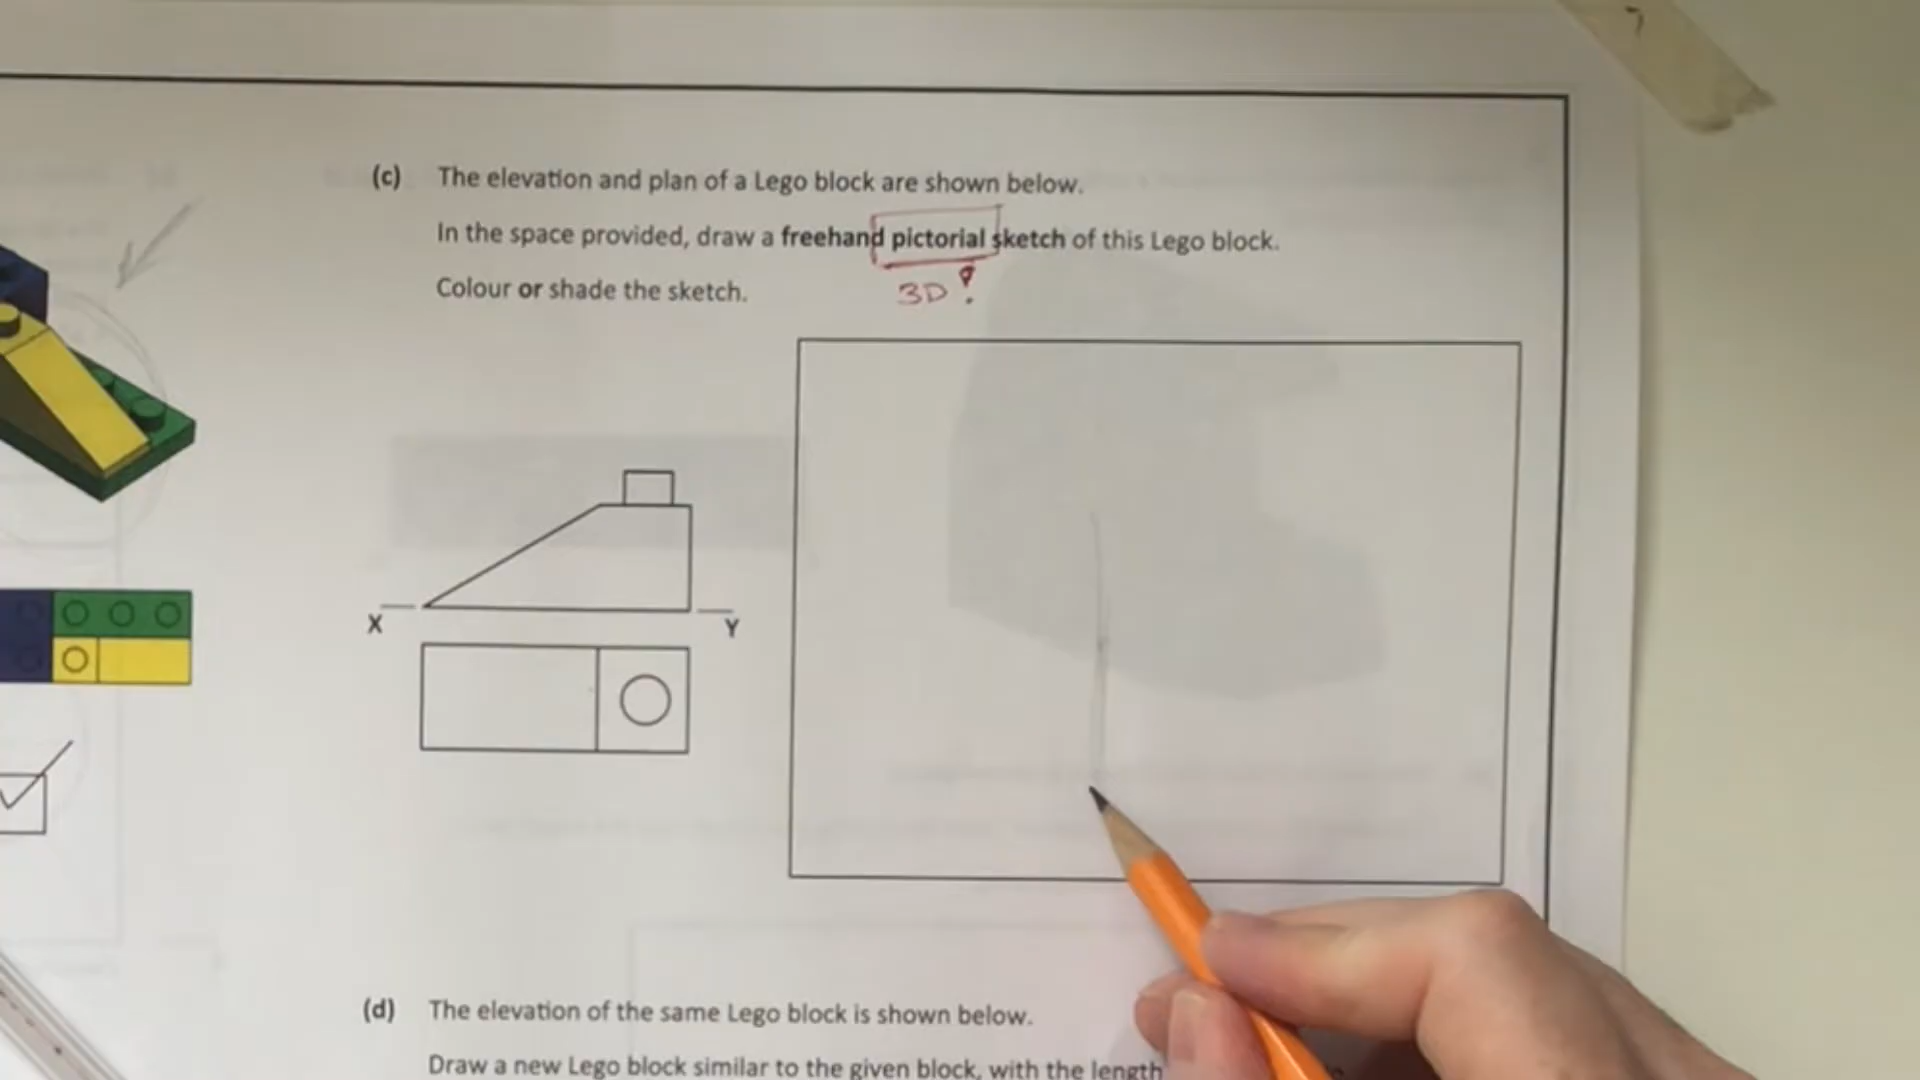 (c) The elevation and plan of a Lego block are shown below.
In the space provided, draw a freehand pictorial sketch of this Lego block.
Colour or shade the sketch.
3D!
X
Y
(d) The elevation of the same Lego block is shown below.
Draw a new Lego block similar to the given block, with the length